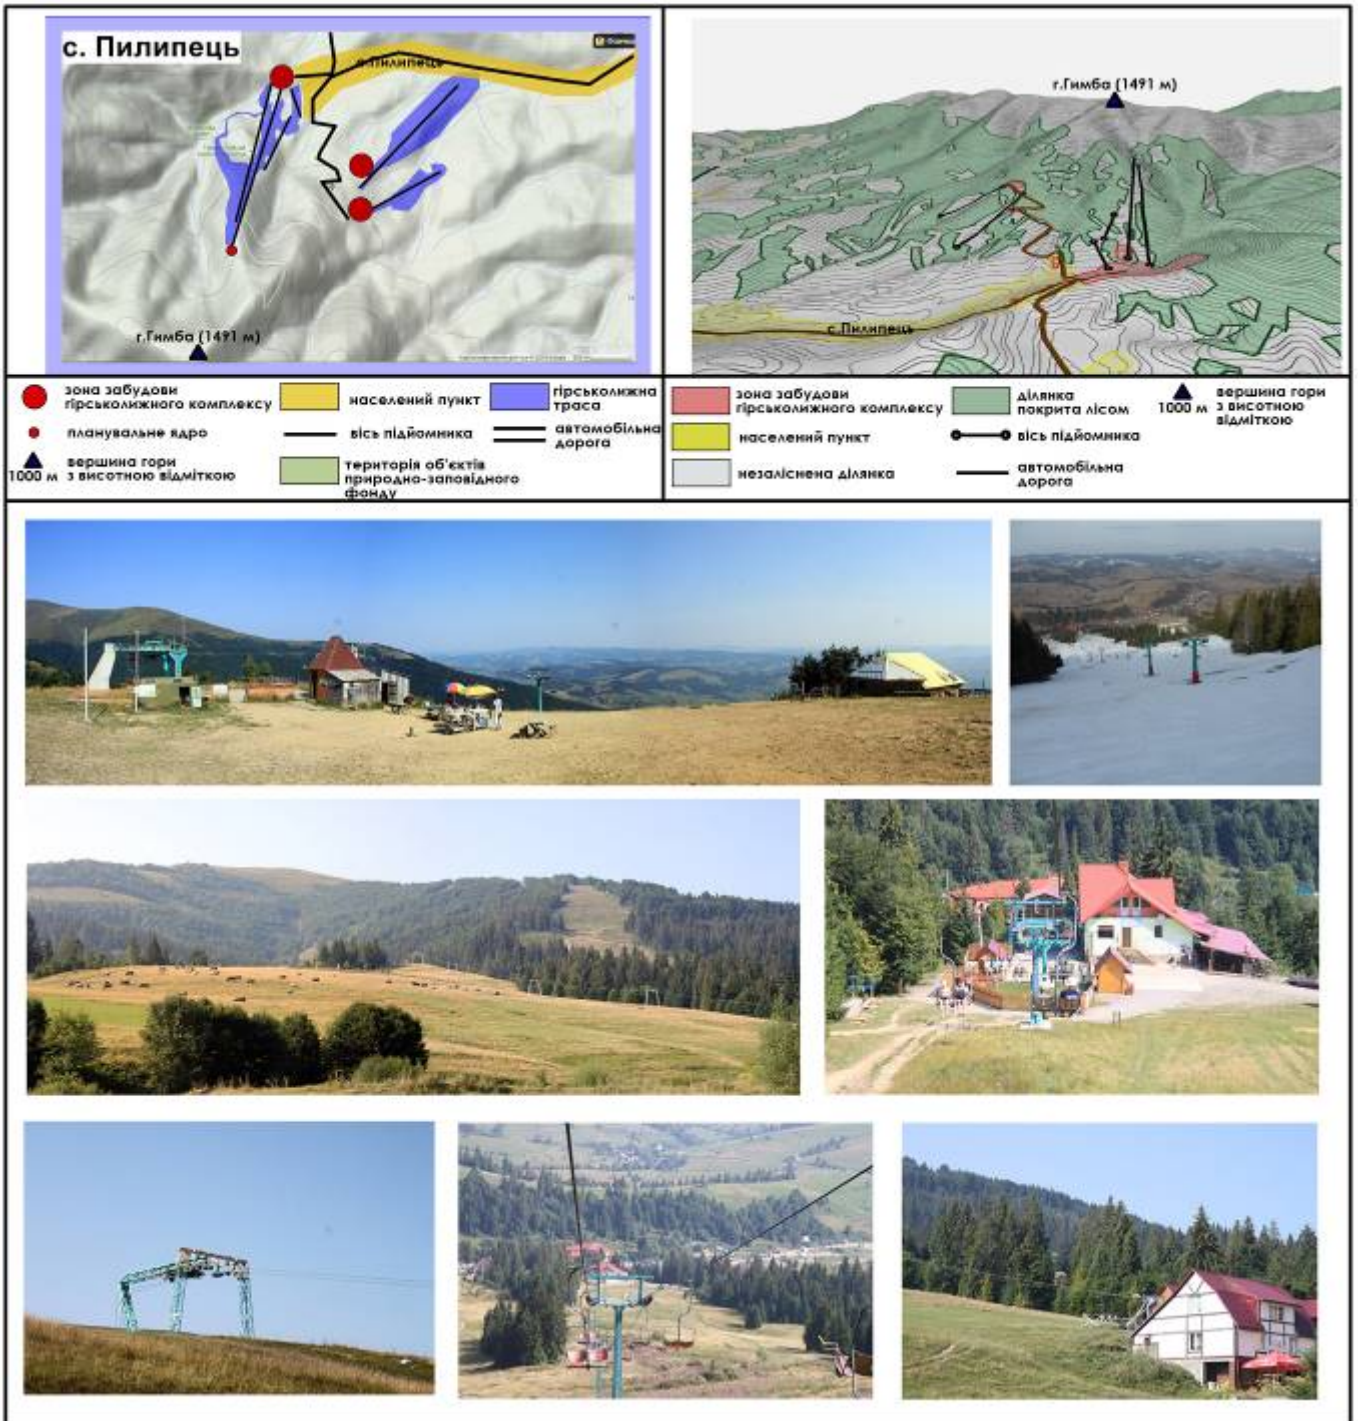 с. Пилипець
с.Пилипець
г.Гимба (1491 м)
г.Гимба (1491 м)
с.Пилипець
зона забудови
гірськолижного комплексу
населений пункт
гірськолижна
траса
планувальне ядро
вісь підйомника
автомобільна
дорога
1000 м
вершина гори
з висотною відміткою
територія об'єктів
природно-заповідного
фонду
зона забудови
гірськолижного комплексу
ділянка
покрита лісом
1000 м
вершина гори
з висотною
відміткою
населений пункт
вісь підйомника
незаліснена ділянка
автомобільна
дорога